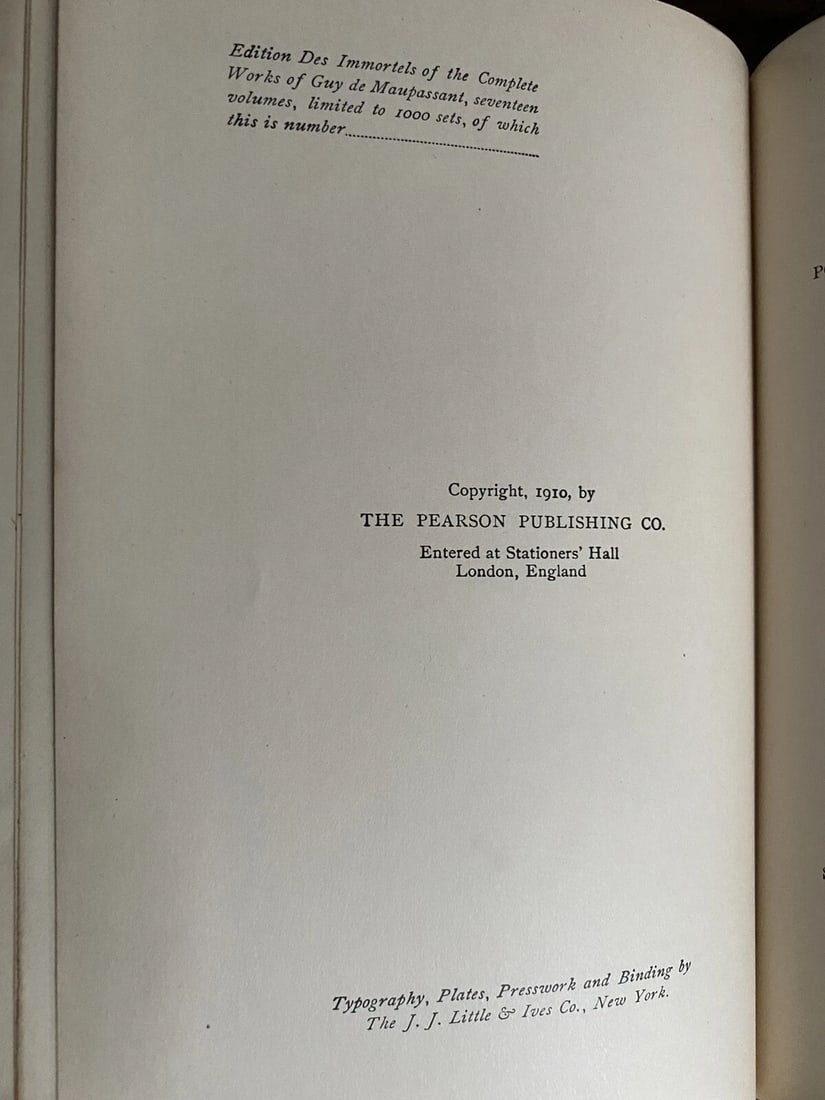 Edition Des Immortels of the Complete
Works of Guy de Maupassant, seventeen
volumes, limited to 1000 sets, of which
this is number
Copyright, 1910, by
THE PEARSON PUBLISHING CO.
Entered at Stationers' Hall
London, England
Typography, Plates, Presswork and Binding by
The J. J. Little & Ives Co., New York.